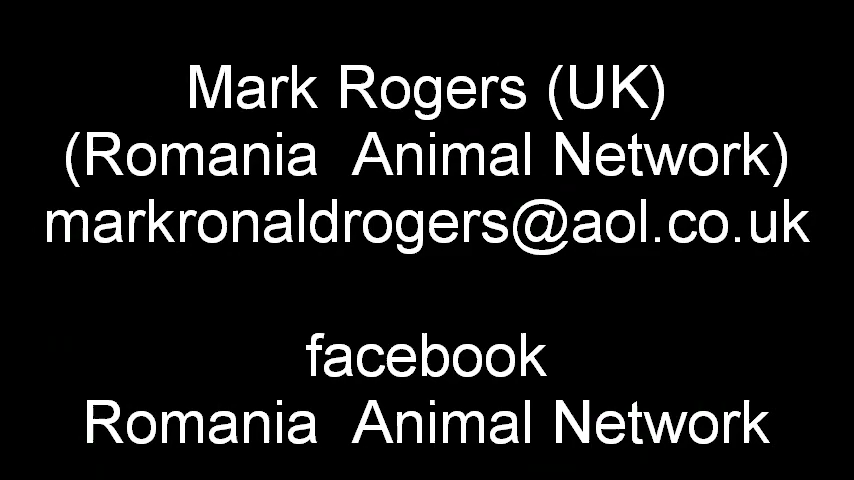 Mark Rogers (UK)
(Romania  Animal Network)
markronaldrogers@aol.co.uk
facebook
Romania  Animal Network